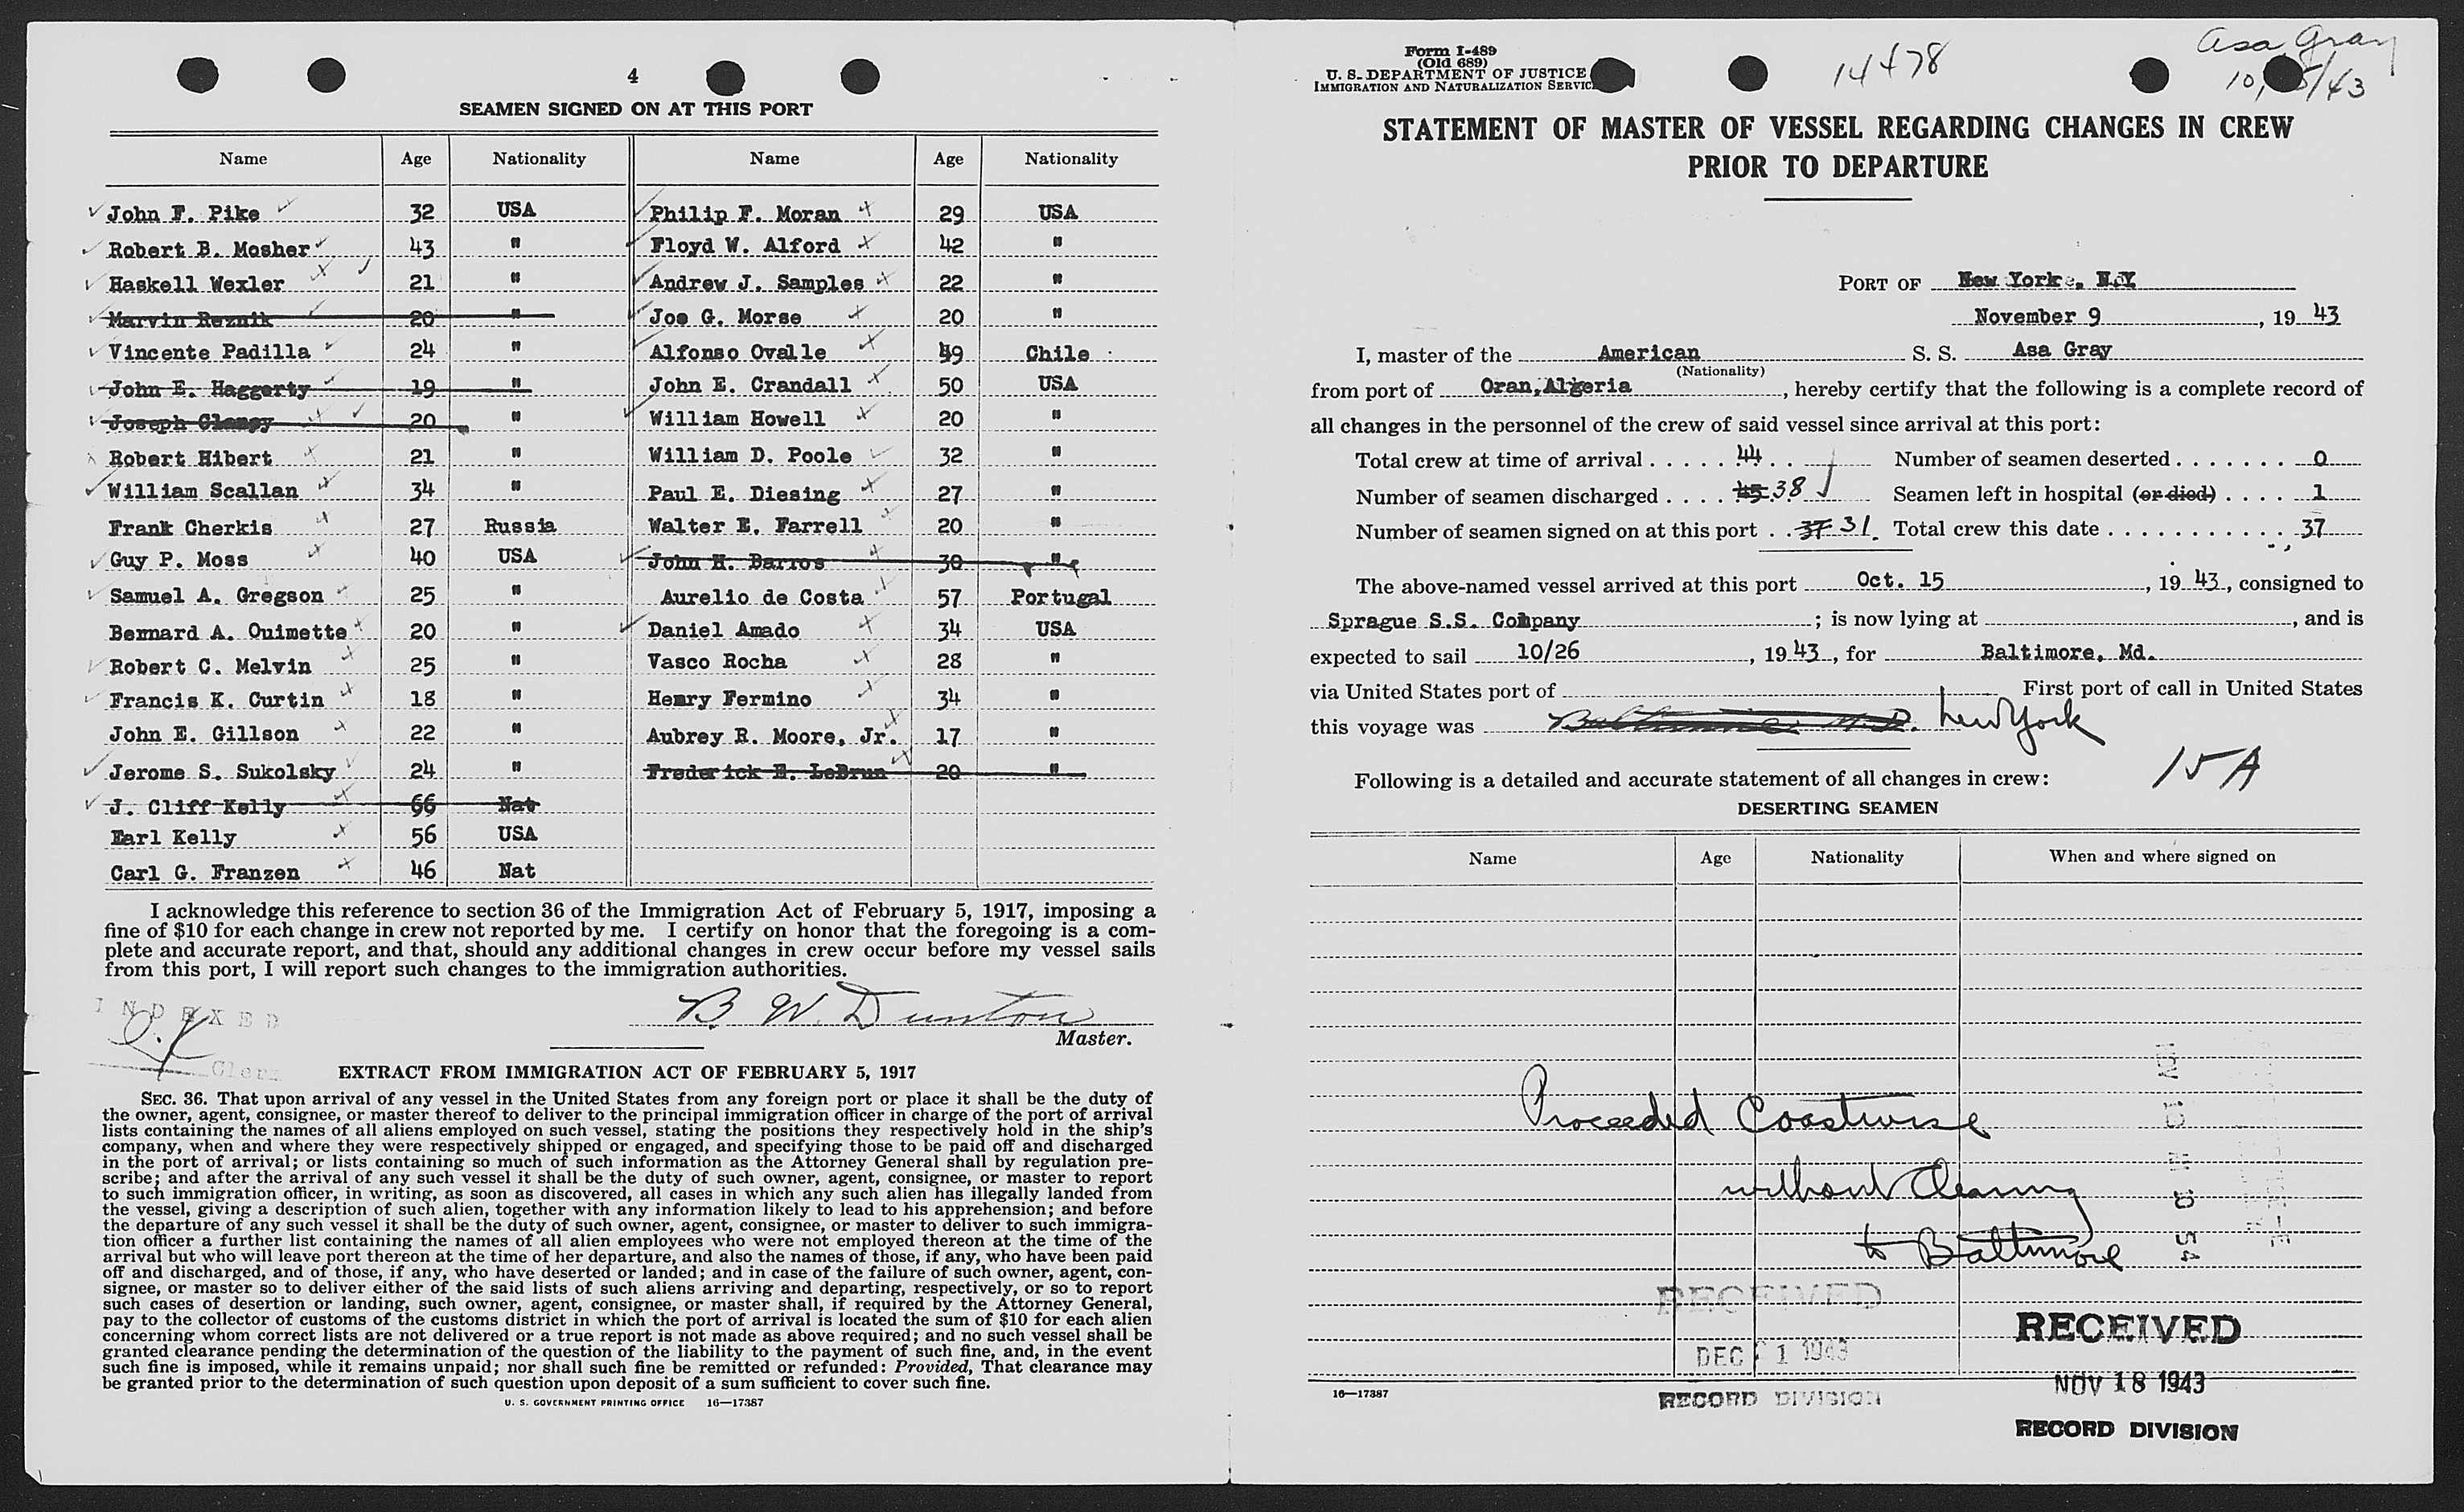 4
SEAMEN SIGNED ON AT THIS PORT
Name Age Nationality Name Age Nationality
John F. Pike 32 USA Philip F. Moran 29 USA
Robert B. Mosher 43 " Floyd W. Alford 42 "
Haskell Wexler 21 " Andrew J. Samples 22 "
Marvin Reznik 20 " Joe G. Morse 20 "
Vincente Padilla 24 " Alfonso Ovalle 49 Chile
John E. Haggerty 19 " John E. Crandall 50 USA
Joseph Clancy 20 " William Howell 20 "
Robert Hibert 21 " William D. Poole 32 "
William Scallan 34 " Paul E. Diesing 27 "
Frank Cherkis 27 Russia Walter E. Farrell 20 "
Guy P. Moss 40 USA John H. Barros 30 "
Samuel A. Gregson 25 " Aurelio de Costa 57 Portugal
Bernard A. Ouimette 20 " Daniel Amado 34 USA
Robert C. Melvin 25 " Vasco Rocha 28 "
Francis K. Curtin 18 " Henry Fermino 34 "
John E. Gillson 22 " Aubrey R. Moore, Jr. 17 "
Jerome S. Sukolsky 24 " Frederick E. LeBrun 20 "
J. Cliff Kelly 66 Nat
Earl Kelly 56 USA
Carl G. Franzen 46 Nat
I acknowledge this reference to section 36 of the Immigration Act of February 5, 1917, imposing a
fine of $10 for each change in crew not reported by me. I certify on honor that the foregoing is a com-
plete and accurate report, and that, should any additional changes in crew occur before my vessel sails
from this port, I will report such changes to the immigration authorities.
INDEXED
B. W. Dunton
Master.
Clerk
EXTRACT FROM IMMIGRATION ACT OF FEBRUARY 5, 1917
SEC. 36. That upon arrival of any vessel in the United States from any foreign port or place it shall be the duty of
the owner, agent, consignee, or master thereof to deliver to the principal immigration officer in charge of the port of arrival
lists containing the names of all aliens employed on such vessel, stating the positions they respectively hold in the ship's
company, when and where they were respectively shipped or engaged, and specifying those to be paid off and discharged
in the port of arrival; or lists containing so much of such information as the Attorney General shall by regulation pre-
scribe; and after the arrival of any such vessel it shall be the duty of such owner, agent, consignee, or master to report
to such immigration officer, in writing, as soon as discovered, all cases in which any such alien has illegally landed from
the vessel, giving a description of such alien, together with any information likely to lead to his apprehension; and before
the departure of any such vessel it shall be the duty of such owner, agent, consignee, or master to deliver to such immigra-
tion officer a further list containing the names of all alien employees who were not employed thereon at the time of the
arrival but who will leave port thereon at the time of her departure, and also the names of those, if any, who have been paid
off and discharged, and of those, if any, who have deserted or landed; and in case of the failure of such owner, agent, con-
signee, or master so to deliver either of the said lists of such aliens arriving and departing, respectively, or so to report
such cases of desertion or landing, such owner, agent, consignee, or master shall, if required by the Attorney General,
pay to the collector of customs of the customs district in which the port of arrival is located the sum of $10 for each alien
concerning whom correct lists are not delivered or a true report is not made as above required; and no such vessel shall be
granted clearance pending the determination of the question of the liability to the payment of such fine, and, in the event
such fine is imposed, while it remains unpaid; nor shall such fine be remitted or refunded: Provided, That clearance may
be granted prior to the determination of such question upon deposit of a sum sufficient to cover such fine.
U. S. GOVERNMENT PRINTING OFFICE 16—17387
Form I-489
(Old 689)
U. S. DEPARTMENT OF JUSTICE
IMMIGRATION AND NATURALIZATION SERVICE
14478
Asa Gray
STATEMENT OF MASTER OF VESSEL REGARDING CHANGES IN CREW
PRIOR TO DEPARTURE
PORT OF New York, N.Y
November 9, 19 43
I, master of the American S. S. Asa Gray
(Nationality)
from port of Oran, Algeria, hereby certify that the following is a complete record of
all changes in the personnel of the crew of said vessel since arrival at this port:
Total crew at time of arrival ..... 44 Number of seamen deserted ....... 0
Number of seamen discharged .... 45 38 Seamen left in hospital (or died) .... 1
Number of seamen signed on at this port .. 37 31 Total crew this date ........... 37
The above-named vessel arrived at this port Oct. 15, 19 43, consigned to
Sprague S.S. Company; is now lying at , and is
expected to sail 10/26, 19 43, for Baltimore, Md.
via United States port of First port of call in United States
this voyage was Baltimore Md. New York
15A
Following is a detailed and accurate statement of all changes in crew:
DESERTING SEAMEN
Name Age Nationality When and where signed on
Proceeded Coastwise
without Clearing
to Baltimore
RECEIVED
DEC 1 1943
RECORD DIVISION
RECEIVED
NOV 18 1943
RECORD DIVISION
16—17387